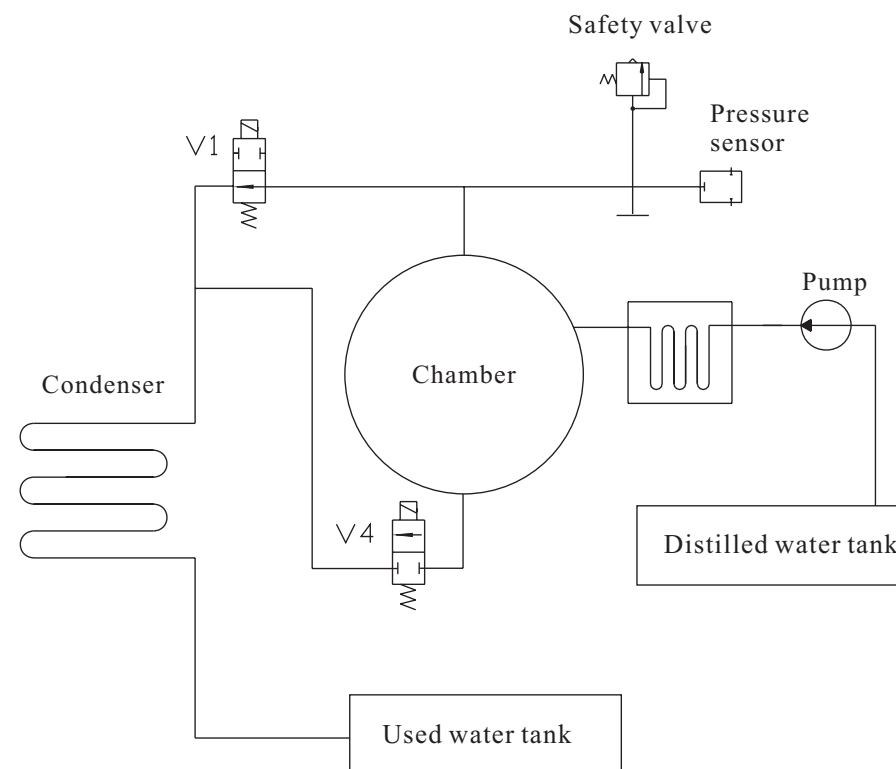 Safety valve
Pressure
sensor
V1
Pump
Condenser
Chamber
V4
Distilled water tank
Used water tank